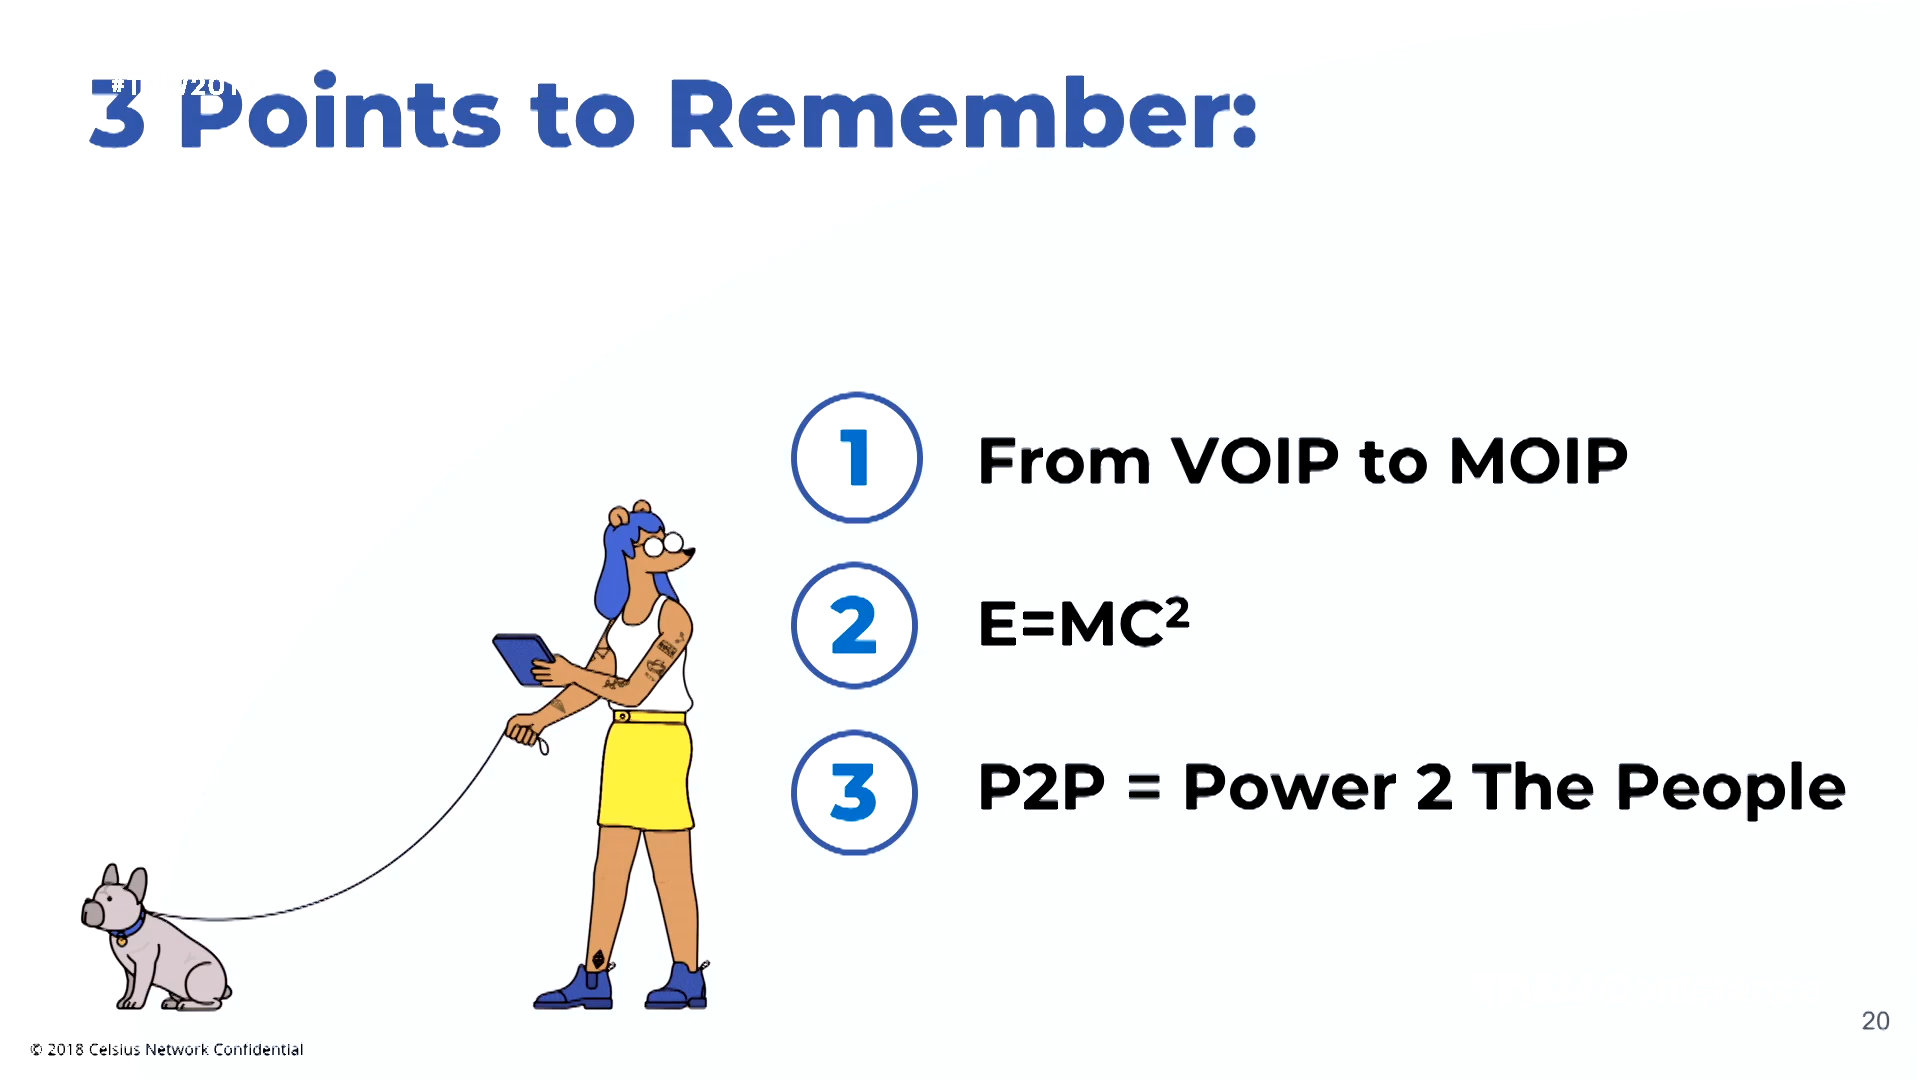 3 Points to Remember:
1 From VOIP to MOIP
2 E=MC²
3 P2P = Power 2 The People
20
© 2018 Celsius Network Confidential